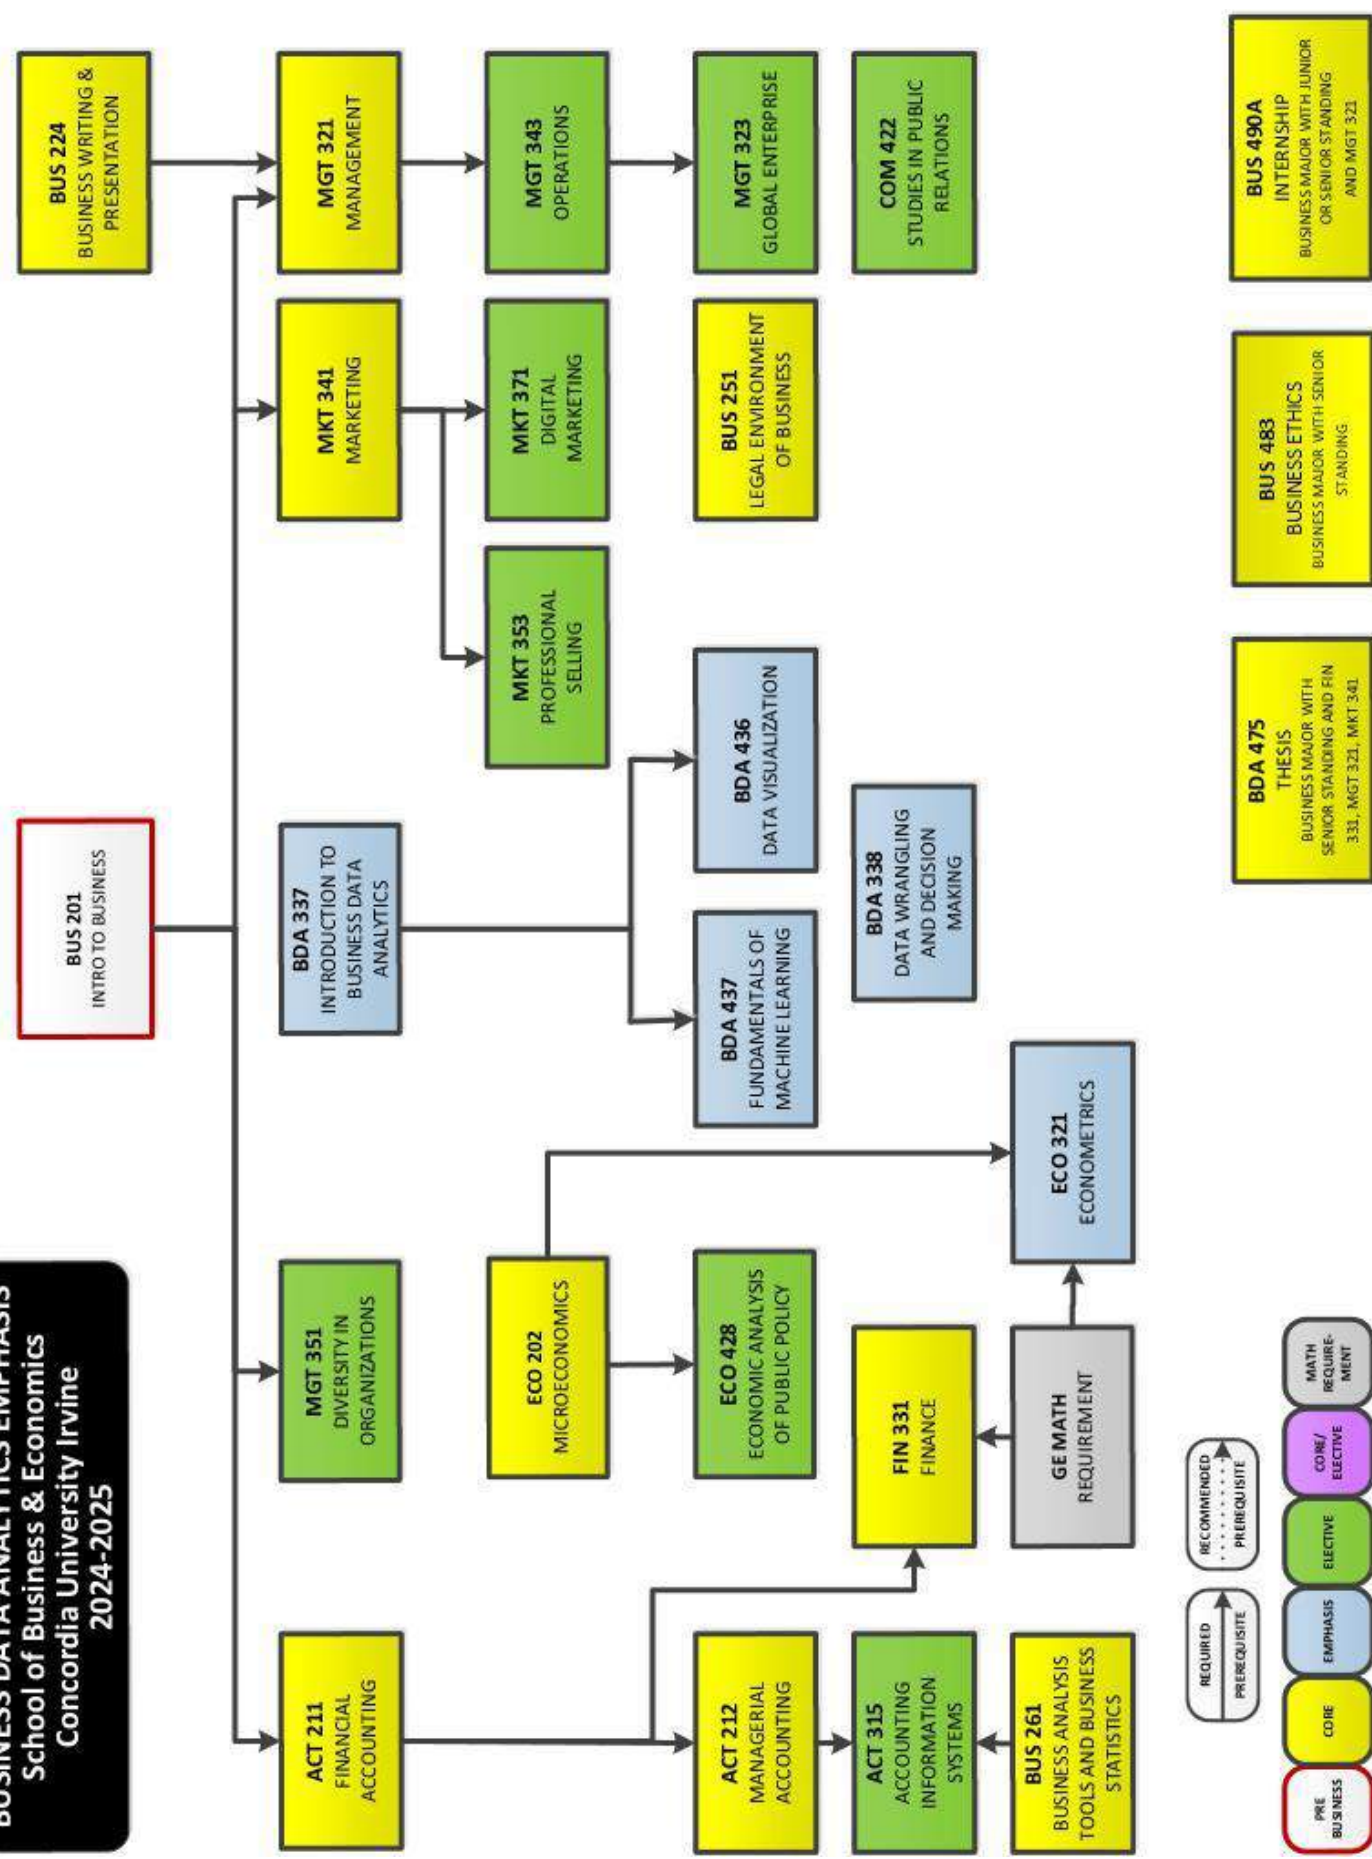 BUSINESS DATA ANALYTICS EMPHASIS
School of Business & Economics
Concordia University Irvine
2024-2025
BUS 201
INTRO TO BUSINESS
BUS 224
BUSINESS WRITING &
PRESENTATION
ACT 211
FINANCIAL
ACCOUNTING
MGT 351
DIVERSITY IN
ORGANIZATIONS
BDA 337
INTRODUCTION TO
BUSINESS DATA
ANALYTICS
MKT 341
MARKETING
MGT 321
MANAGEMENT
ECO 202
MICROECONOMICS
MKT 353
PROFESSIONAL
SELLING
MKT 371
DIGITAL
MARKETING
MGT 343
OPERATIONS
ACT 212
MANAGERIAL
ACCOUNTING
ECO 428
ECONOMIC ANALYSIS
OF PUBLIC POLICY
BDA 437
FUNDAMENTALS OF
MACHINE LEARNING
BDA 436
DATA VISUALIZATION
BUS 251
LEGAL ENVIRONMENT
OF BUSINESS
MGT 323
GLOBAL ENTERPRISE
ACT 315
ACCOUNTING
INFORMATION
SYSTEMS
FIN 331
FINANCE
BDA 338
DATA WRANGLING
AND DECISION
MAKING
COM 422
STUDIES IN PUBLIC
RELATIONS
BUS 261
BUSINESS ANALYSIS
TOOLS AND BUSINESS
STATISTICS
GE MATH
REQUIREMENT
ECO 321
ECONOMETRICS
REQUIRED
PREREQUISITE
RECOMMENDED
PREREQUISITE
PRE
BUSINESS
CORE
EMPHASIS
ELECTIVE
CORE/
ELECTIVE
MATH
REQUIRE-
MENT
BDA 475
THESIS
BUSINESS MAJOR WITH
SENIOR STANDING AND FIN
331, MGT 321, MKT 341
BUS 483
BUSINESS ETHICS
BUSINESS MAJOR WITH SENIOR
STANDING
BUS 490A
INTERNSHIP
BUSINESS MAJOR WITH JUNIOR
OR SENIOR STANDING
AND MGT 321